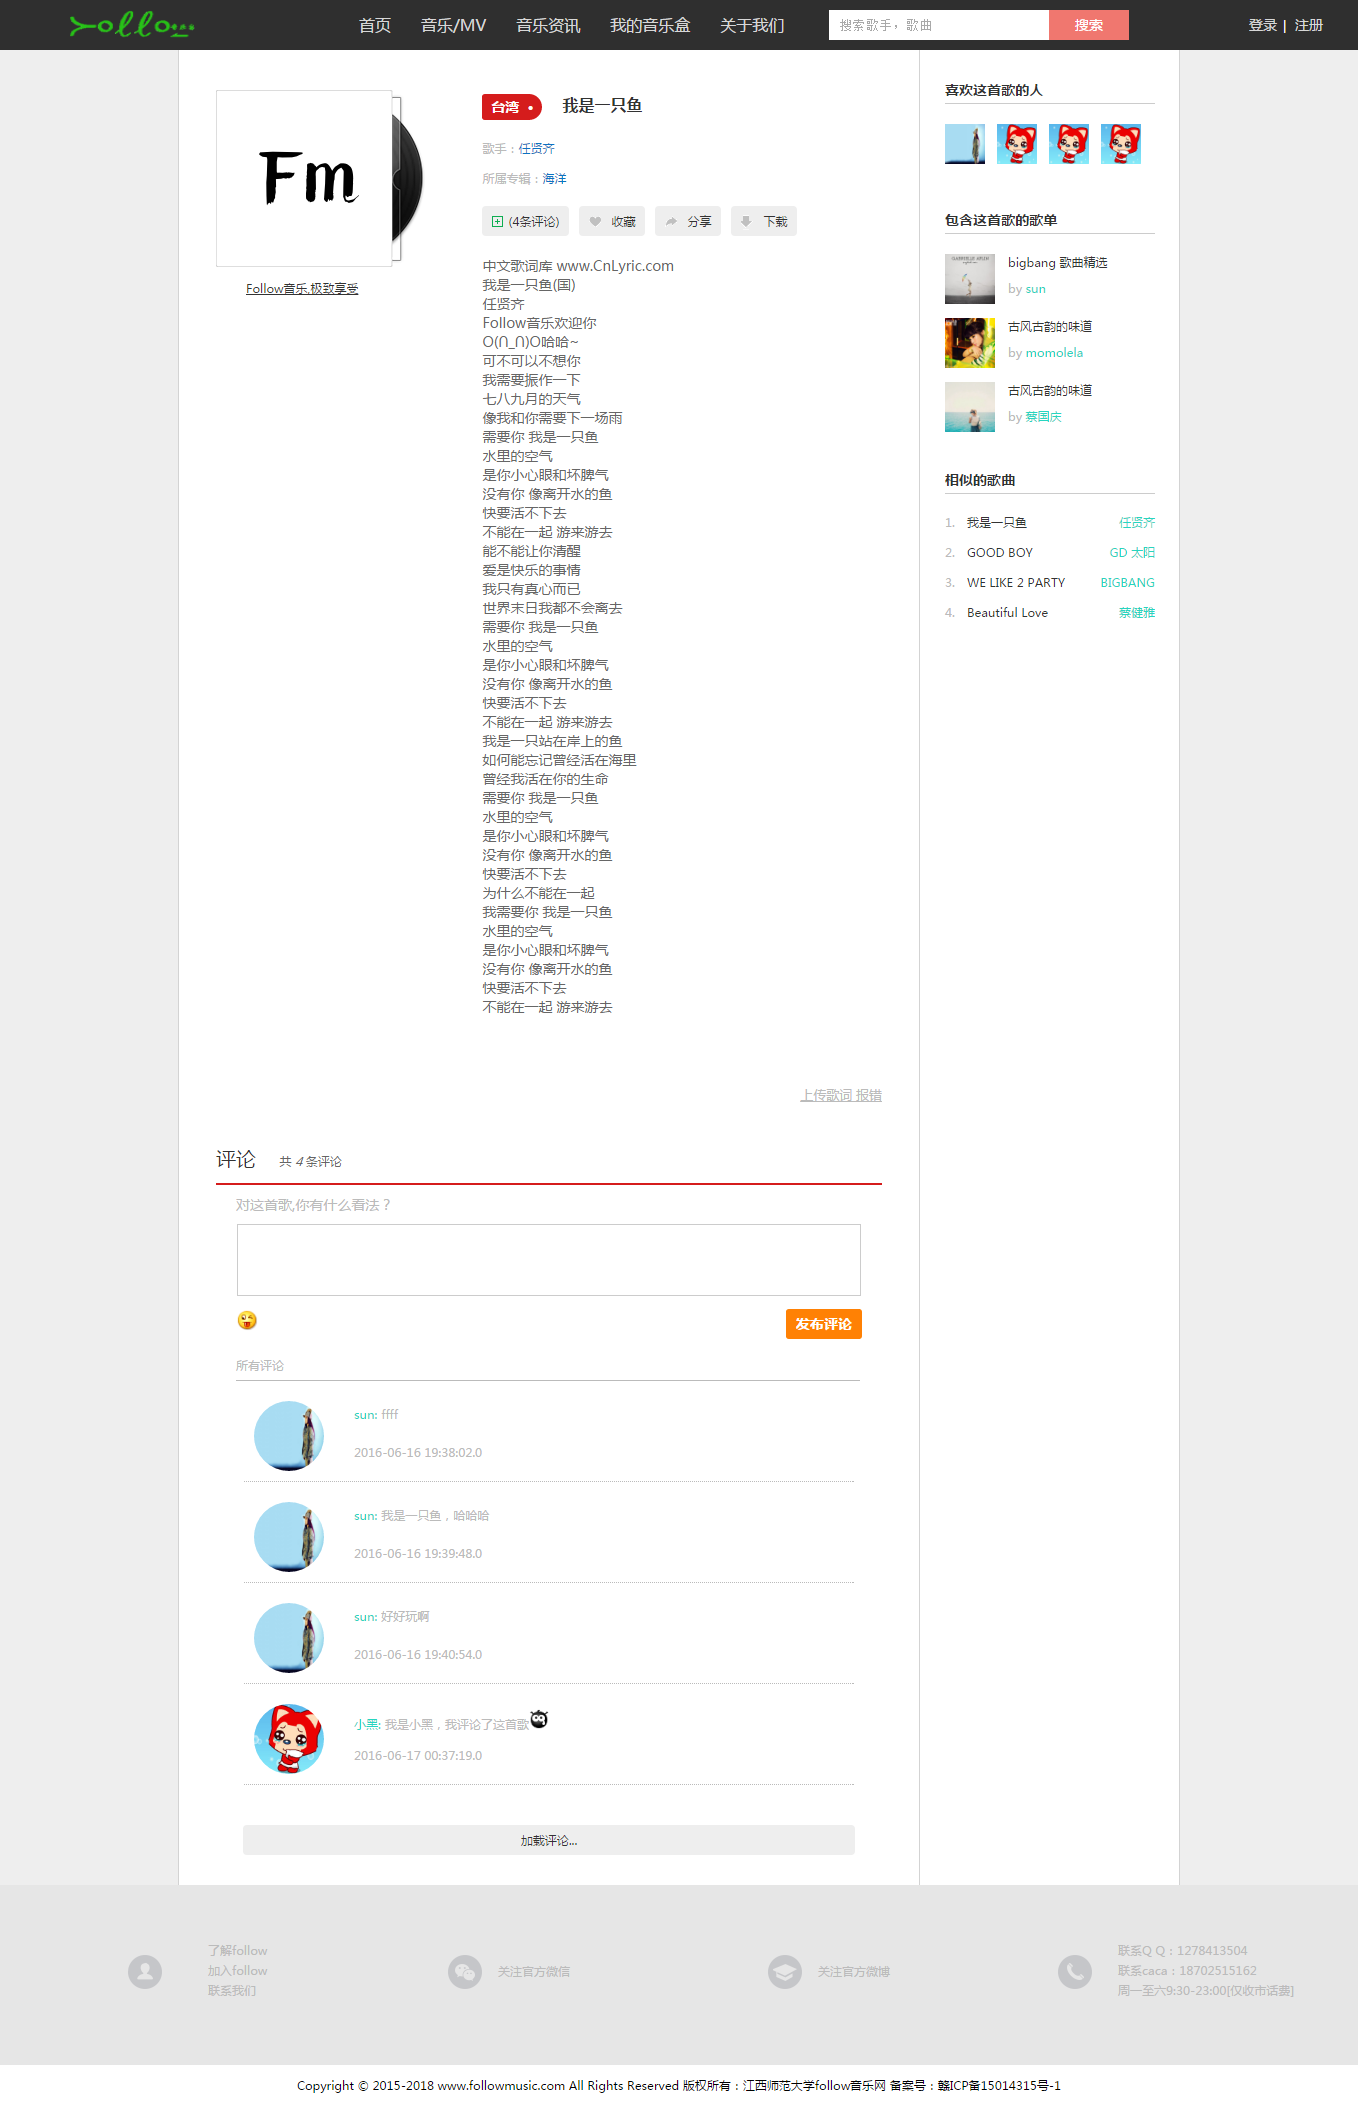 follow
首页 音乐/MV 音乐资讯 我的音乐盒 关于我们 搜索歌手，歌曲 搜索 登录 | 注册
Fm
Follow音乐,极致享受
台湾 我是一只鱼
歌手：任贤齐
所属专辑：海洋
(4条评论) 收藏 分享 下载
中文歌词库 www.CnLyric.com
我是一只鱼(国)
任贤齐
Follow音乐欢迎你
O(∩_∩)O哈哈~
可不可以不想你
我需要振作一下
七八九月的天气
像我和你需要下一场雨
需要你 我是一只鱼
水里的空气
是你小心眼和坏脾气
没有你 像离开水的鱼
快要活不下去
不能在一起 游来游去
能不能让你清醒
爱是快乐的事情
我只有真心而已
世界末日我都不会离去
需要你 我是一只鱼
水里的空气
是你小心眼和坏脾气
没有你 像离开水的鱼
快要活不下去
不能在一起 游来游去
我是一只站在岸上的鱼
如何能忘记曾经活在海里
曾经我活在你的生命
需要你 我是一只鱼
水里的空气
是你小心眼和坏脾气
没有你 像离开水的鱼
快要活不下去
为什么不能在一起
我需要你 我是一只鱼
水里的空气
是你小心眼和坏脾气
没有你 像离开水的鱼
快要活不下去
不能在一起 游来游去
上传歌词 报错
评论 共 4 条评论
对这首歌,你有什么看法？
发布评论
所有评论
sun: ffff
2016-06-16 19:38:02.0
sun: 我是一只鱼，哈哈哈
2016-06-16 19:39:48.0
sun: 好好玩啊
2016-06-16 19:40:54.0
小黑: 我是小黑，我评论了这首歌
2016-06-17 00:37:19.0
加载评论...
喜欢这首歌的人
包含这首歌的歌单
bigbang 歌曲精选
by sun
古风古韵的味道
by momolela
古风古韵的味道
by 蔡国庆
相似的歌曲
1. 我是一只鱼 任贤齐
2. GOOD BOY GD 太阳
3. WE LIKE 2 PARTY BIGBANG
4. Beautiful Love 蔡健雅
了解follow
加入follow
联系我们
关注官方微信
关注官方微博
联系Q Q：1278413504
联系caca：18702515162
周一至六9:30-23:00[仅收市话费]
Copyright © 2015-2018 www.followmusic.com All Rights Reserved 版权所有：江西师范大学follow音乐网 备案号：赣ICP备15014315号-1